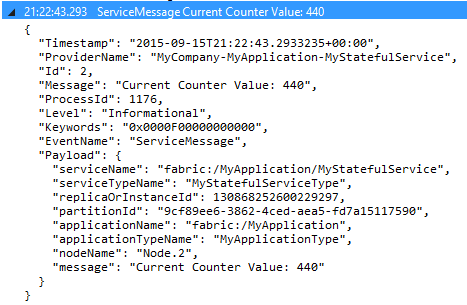 21:22:43.293 ServiceMessage Current Counter Value: 440
{
"Timestamp": "2015-09-15T21:22:43.2933235+00:00",
"ProviderName": "MyCompany-MyApplication-MyStatefulService",
"Id": 2,
"Message": "Current Counter Value: 440",
"ProcessId": 1176,
"Level": "Informational",
"Keywords": "0x0000F00000000000",
"EventName": "ServiceMessage",
"Payload": {
"serviceName": "fabric:/MyApplication/MyStatefulService",
"serviceTypeName": "MyStatefulServiceType",
"replicaOrInstanceId": 130868252600229297,
"partitionId": "9cf89ee6-3862-4ced-aea5-fd7a15117590",
"applicationName": "fabric:/MyApplication",
"applicationTypeName": "MyApplicationType",
"nodeName": "Node.2",
"message": "Current Counter Value: 440"
}
}